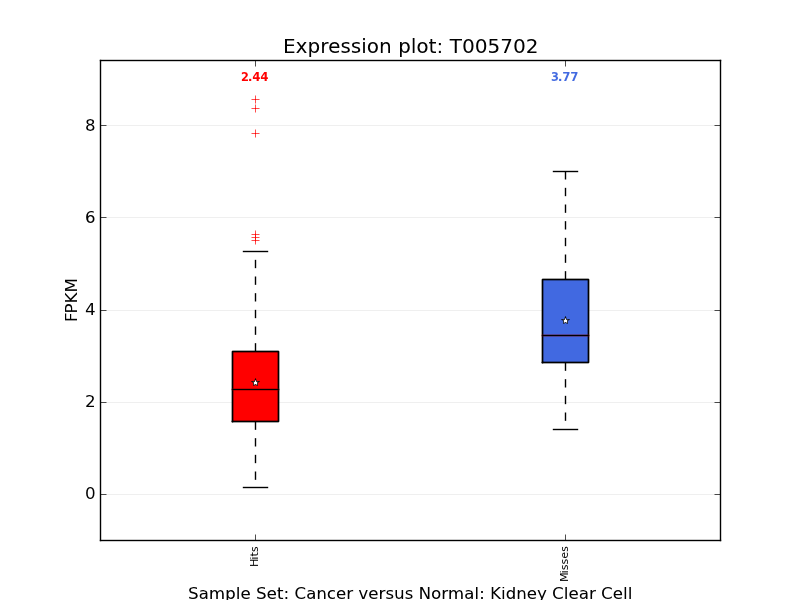 Expression plot: T005702
2.44
3.77
8
6
4
2
0
FPKM
Hits
Misses
Sample Set: Cancer versus Normal: Kidney Clear Cell